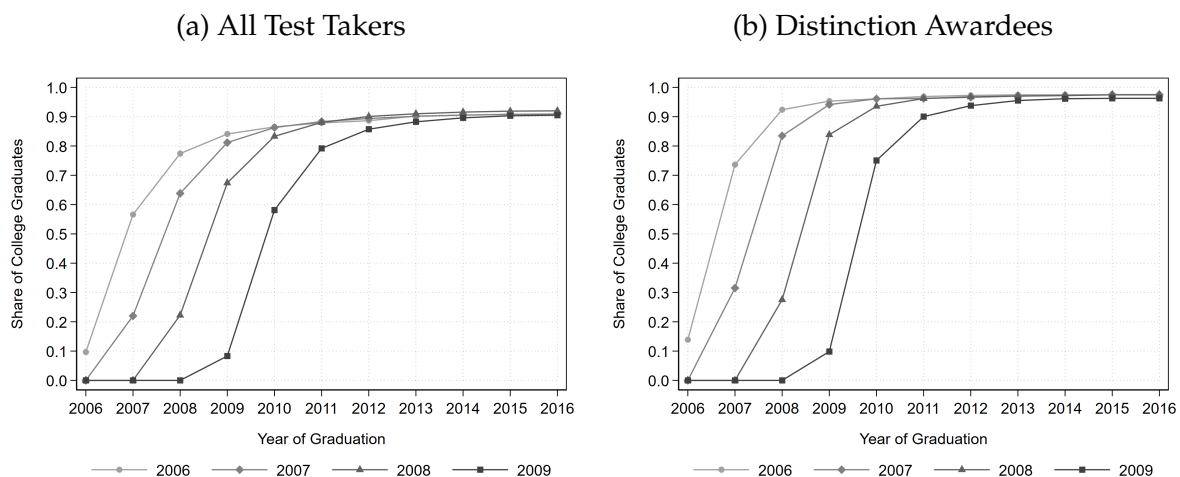 (a) All Test Takers
1.0
0.9
0.8
0.7
0.6
0.5
0.4
0.3
0.2
0.1
0.0
Share of College Graduates
2006 2007 2008 2009 2010 2011 2012 2013 2014 2015 2016
Year of Graduation
2006 2007 2008 2009
(b) Distinction Awardees
1.0
0.9
0.8
0.7
0.6
0.5
0.4
0.3
0.2
0.1
0.0
Share of College Graduates
2006 2007 2008 2009 2010 2011 2012 2013 2014 2015 2016
Year of Graduation
2006 2007 2008 2009